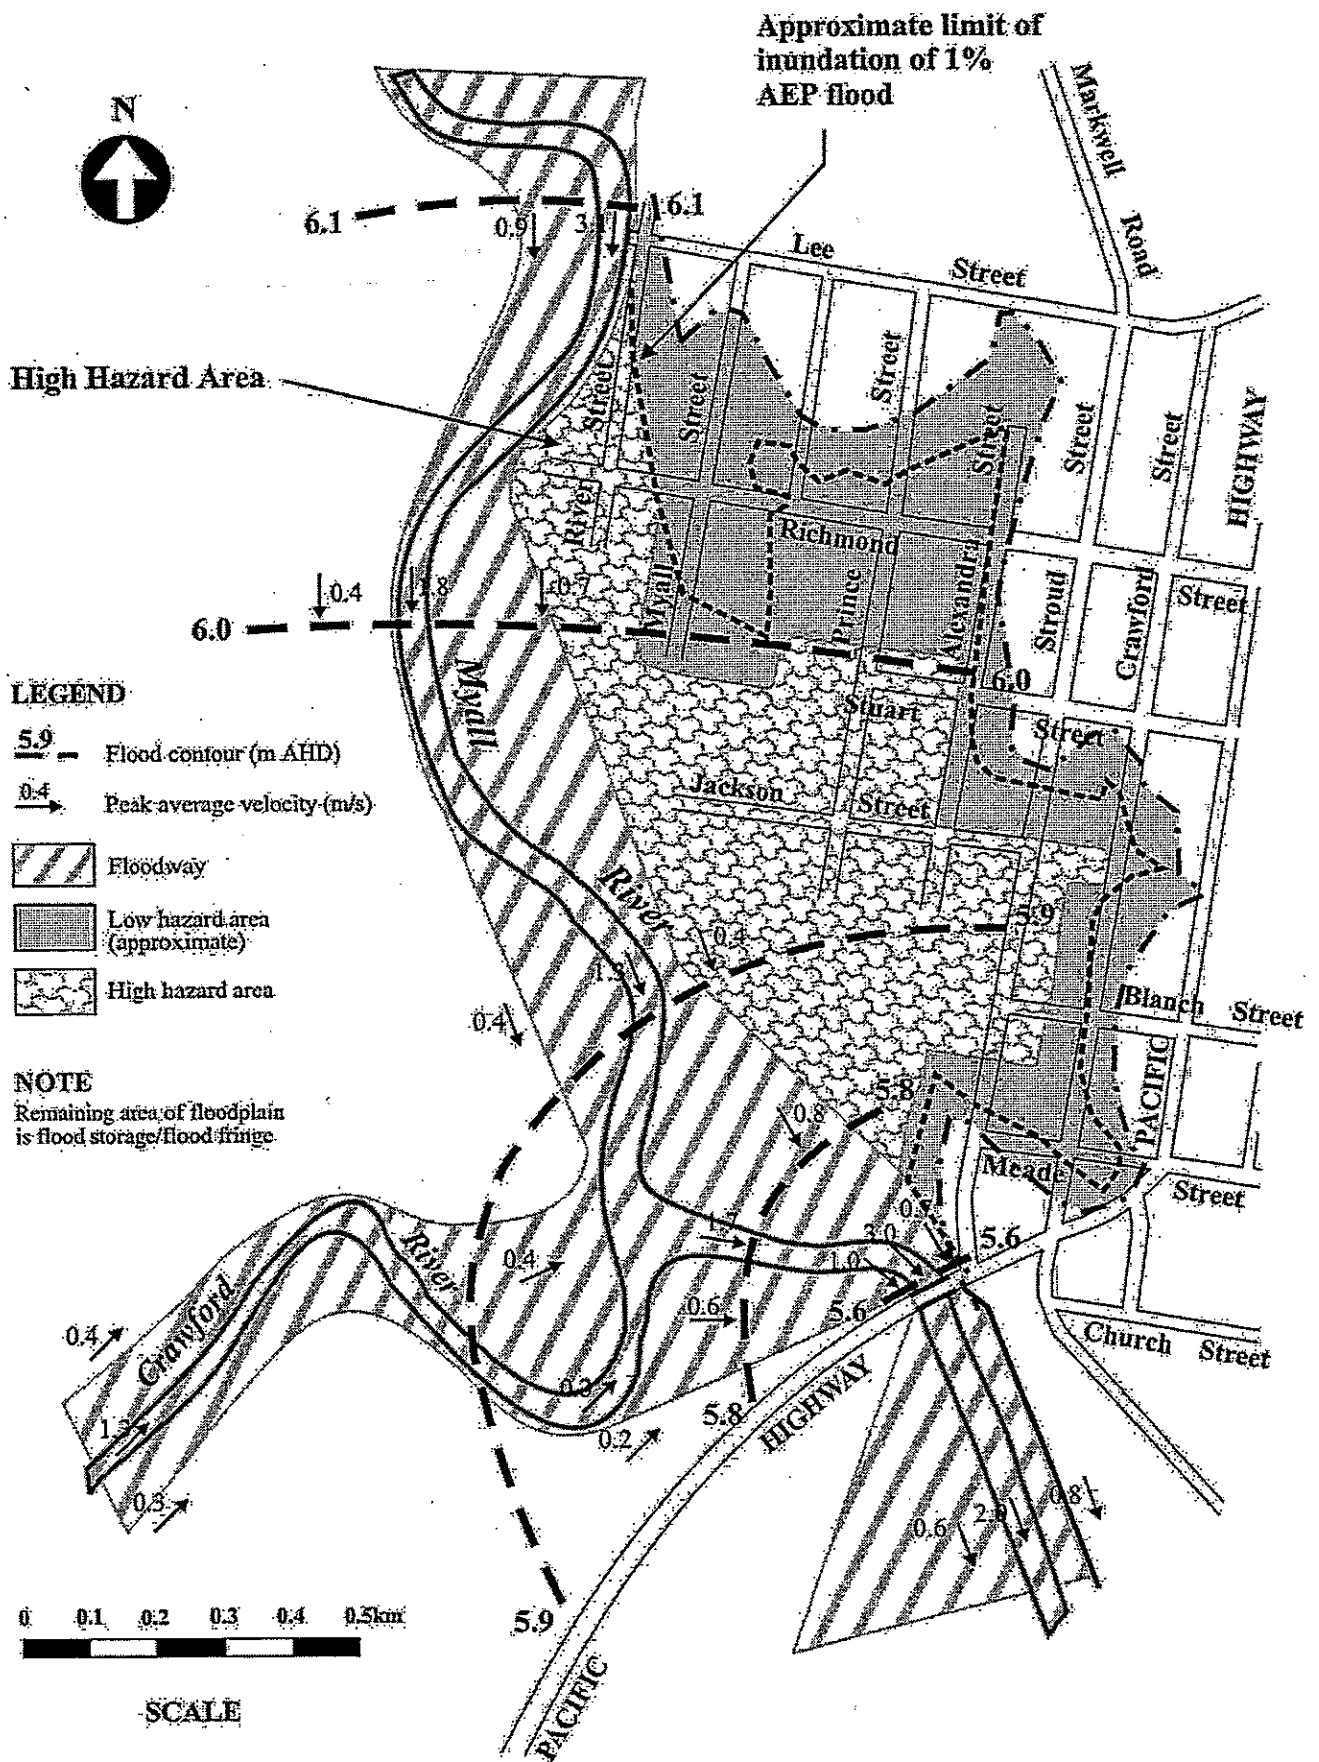 Approximate limit of
inundation of 1%
AEP flood
N
Markwell
Road
6.1
6.1
0.9
3.1
Lee
Street
High Hazard Area
Street
Street
Street
Street
Street
Street
HIGHWAY
River
Richmond
Myall
Prince
Alexandra
Stroud
Crawford
Street
0.4
1.8
0.7
6.0
6.0
Myall
Stuart
Street
LEGEND
5.9
Flood contour (m AHD)
0.4
Peak average velocity (m/s)
Jackson
Street
Floodway
Low hazard area
(approximate)
High hazard area
River
5.9
0.4
0.4
Blanch Street
PACIFIC
NOTE
Remaining area of floodplain
is flood storage/flood fringe
5.8
0.8
Meade
Street
3.0
5.6
1.0
5.6
River
0.4
0.6
Crawford
0.4
Church Street
5.8
HIGHWAY
0.2
1.3
0.3
0.8
2.0
0.6
0 0.1 0.2 0.3 0.4 0.5km
5.9
SCALE
PACIFIC